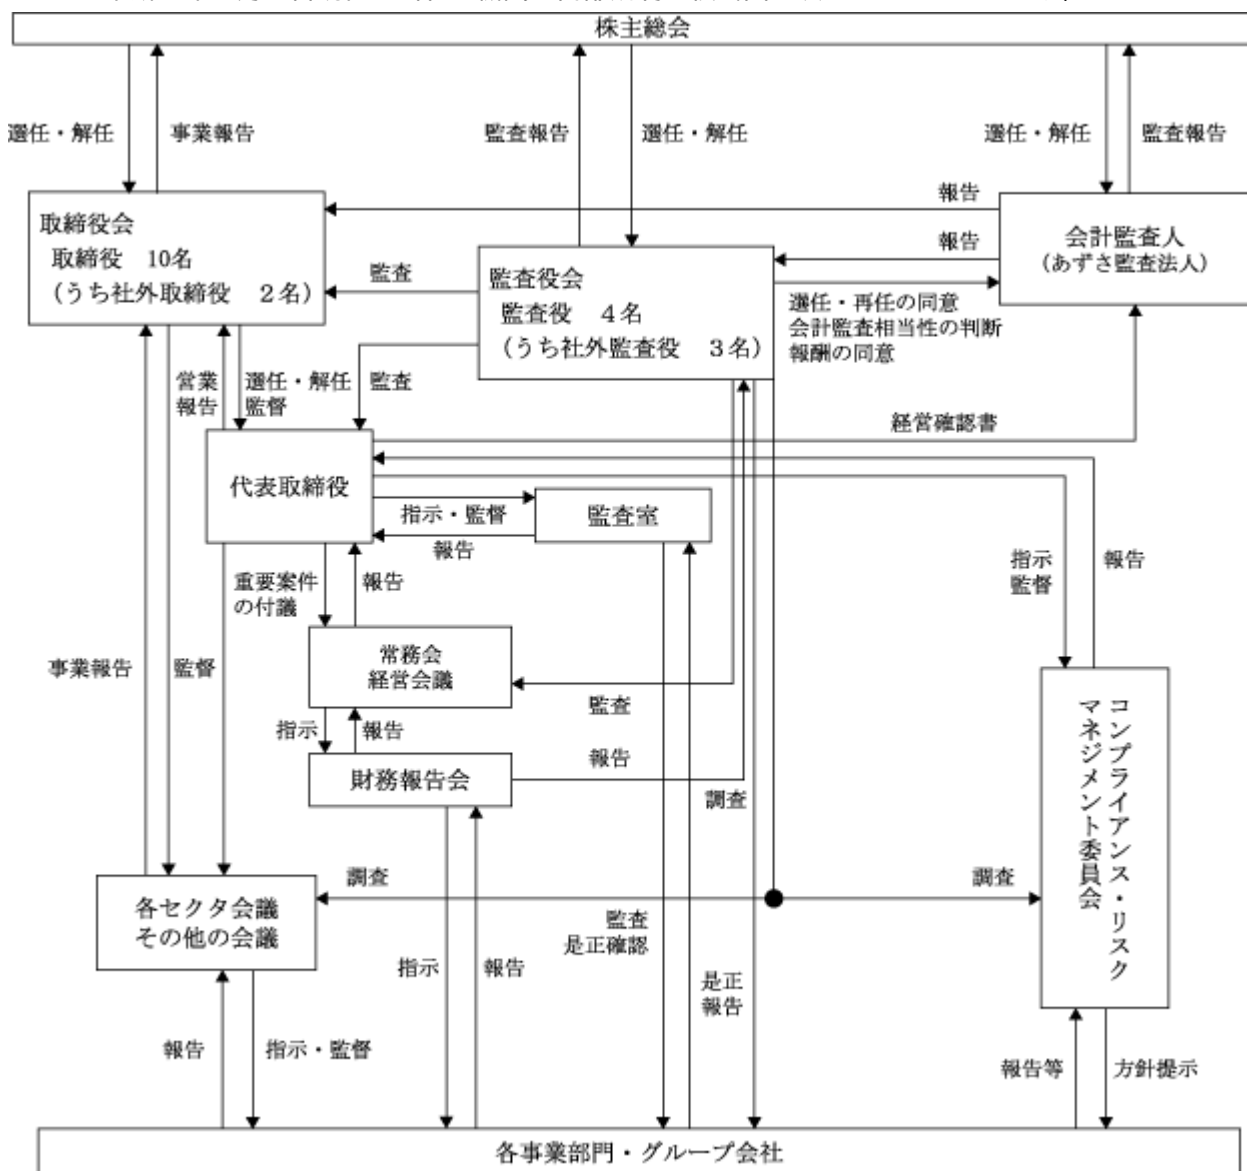 株主総会
選任・解任
事業報告
監査報告
選任・解任
選任・解任
監査報告
取締役会
取締役　10名
（うち社外取締役　２名）
監査
監査役会
監査役　４名
（うち社外監査役　３名）
報告
報告
会計監査人
（あずさ監査法人）
選任・再任の同意
会計監査相当性の判断
報酬の同意
営業
報告
選任・解任
監督
監査
経営確認書
代表取締役
指示・監督
報告
監査室
指示
監督
報告
重要案件
の付議
報告
事業報告
監督
常務会
経営会議
監査
指示
報告
財務報告会
報告
調査
コンプライアンス・リスク
マネジメント委員会
各セクタ会議
その他の会議
調査
調査
監査
是正確認
指示
報告
是正
報告
報告
指示・監督
報告等
方針提示
各事業部門・グループ会社